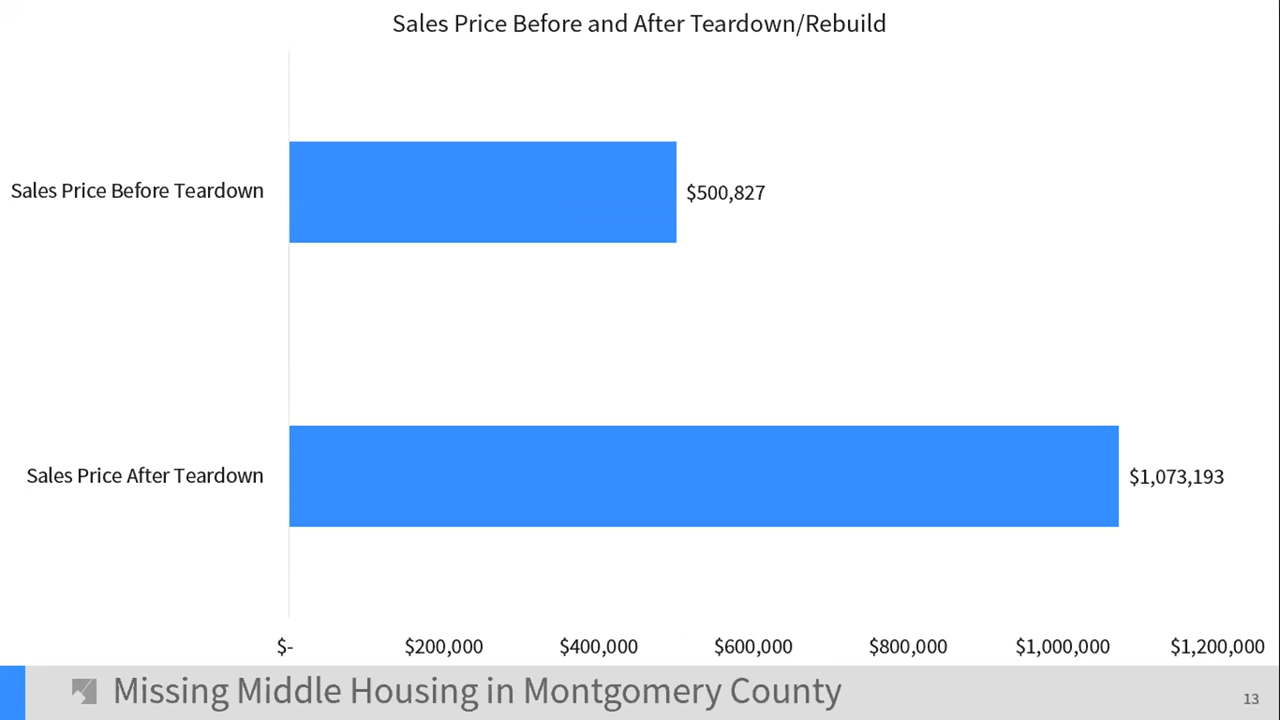 Sales Price Before and After Teardown/Rebuild
Sales Price Before Teardown
$500,827
Sales Price After Teardown
$1,073,193
$- $200,000 $400,000 $600,000 $800,000 $1,000,000 $1,200,000
Missing Middle Housing in Montgomery County
13